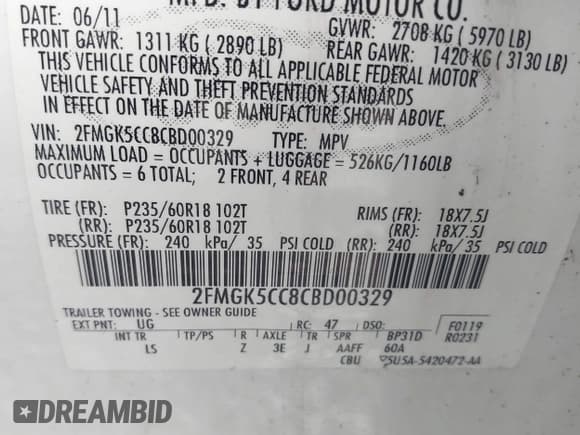 MFD. BY FORD MOTOR CO.
DATE: 06/11
GVWR: 2708 KG ( 5970 LB)
FRONT GAWR: 1311 KG ( 2890 LB)
REAR GAWR: 1420 KG ( 3130 LB)
THIS VEHICLE CONFORMS TO ALL APPLICABLE FEDERAL MOTOR
VEHICLE SAFETY AND THEFT PREVENTION STANDARDS
IN EFFECT ON THE DATE OF MANUFACTURE SHOWN ABOVE.
VIN: 2FMGK5CC8CBD00329 TYPE: MPV
MAXIMUM LOAD = OCCUPANTS + LUGGAGE = 526KG/1160LB
OCCUPANTS = 6 TOTAL; 2 FRONT, 4 REAR
TIRE (FR): P235/60R18 102T RIMS (FR): 18X7.5J
(RR): P235/60R18 102T (RR): 18X7.5J
PRESSURE (FR): 240 kPa/ 35 PSI COLD (RR): 240 kPa/ 35 PSI COLD
2FMGK5CC8CBD00329
TRAILER TOWING - SEE OWNER GUIDE
EXT PNT: UG RC: 47 DSO: F0119
INT TR TP/PS R AXLE TR SPR BP31D R0231
LS Z 3E J AAFF 60A
CBU 5U5A-5420472-AA
DREAMBID